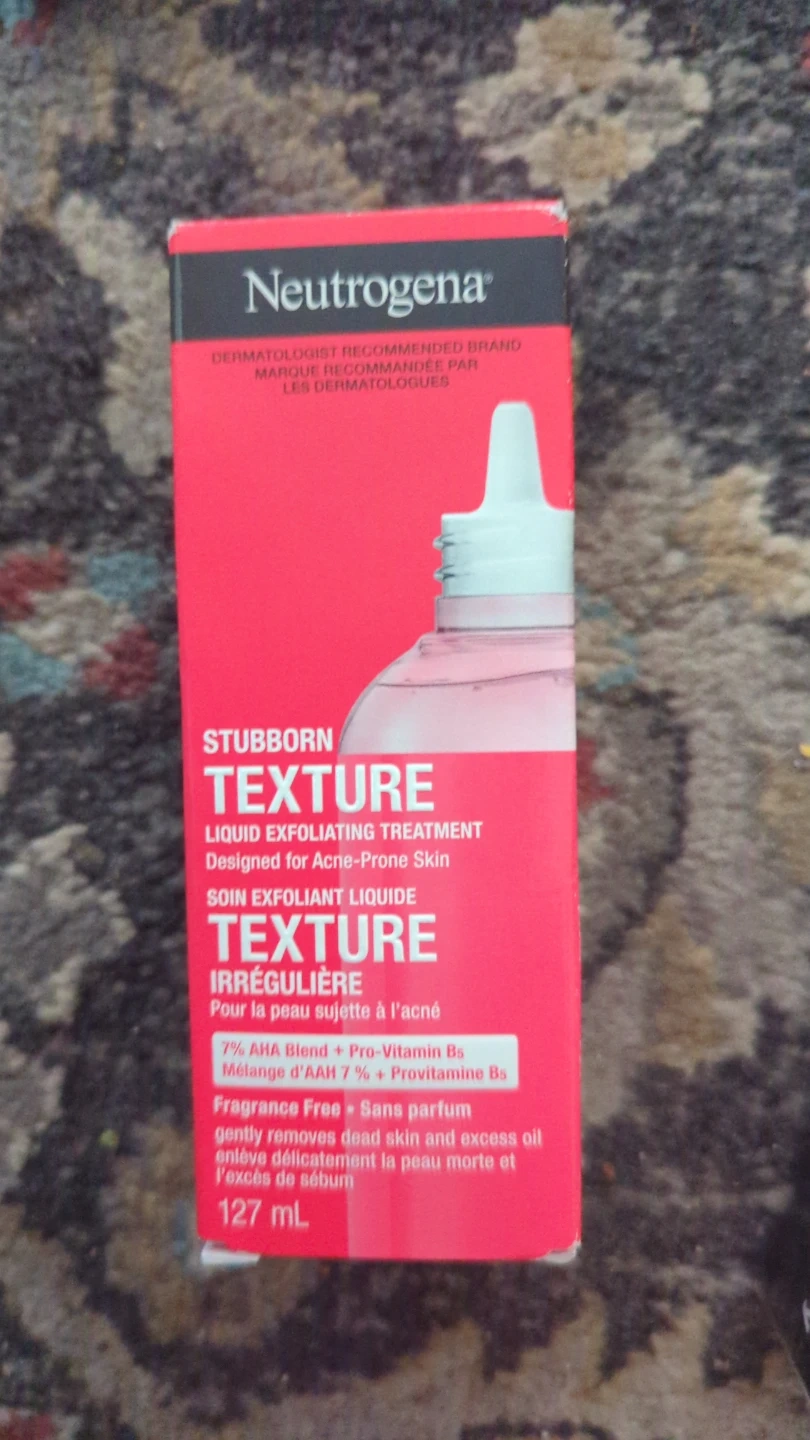 Neutrogena®
DERMATOLOGIST RECOMMENDED BRAND
MARQUE RECOMMANDÉE PAR
LES DERMATOLOGUES
STUBBORN
TEXTURE
LIQUID EXFOLIATING TREATMENT
Designed for Acne-Prone Skin
SOIN EXFOLIANT LIQUIDE
TEXTURE
IRRÉGULIÈRE
Pour la peau sujette à l'acné
7% AHA Blend + Pro-Vitamin B5
Mélange d'AAH 7 % + Provitamine B5
Fragrance Free • Sans parfum
gently removes dead skin and excess oil
enlève délicatement la peau morte et
l'excès de sébum
127 mL